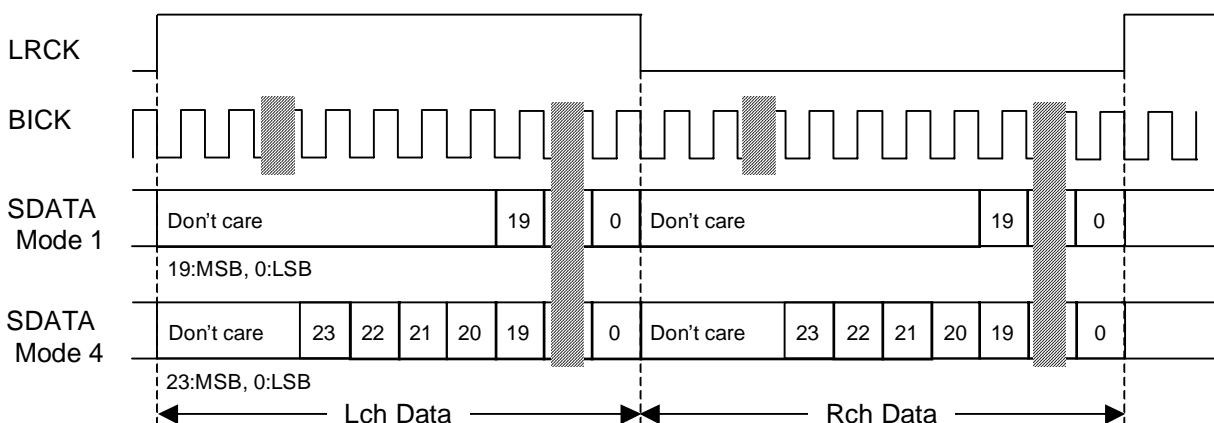 LRCK
BICK
SDATA
Mode 1
Don't care 19 0 Don't care 19 0
19:MSB, 0:LSB
SDATA
Mode 4
Don't care 23 22 21 20 19 0 Don't care 23 22 21 20 19 0
23:MSB, 0:LSB
Lch Data Rch Data